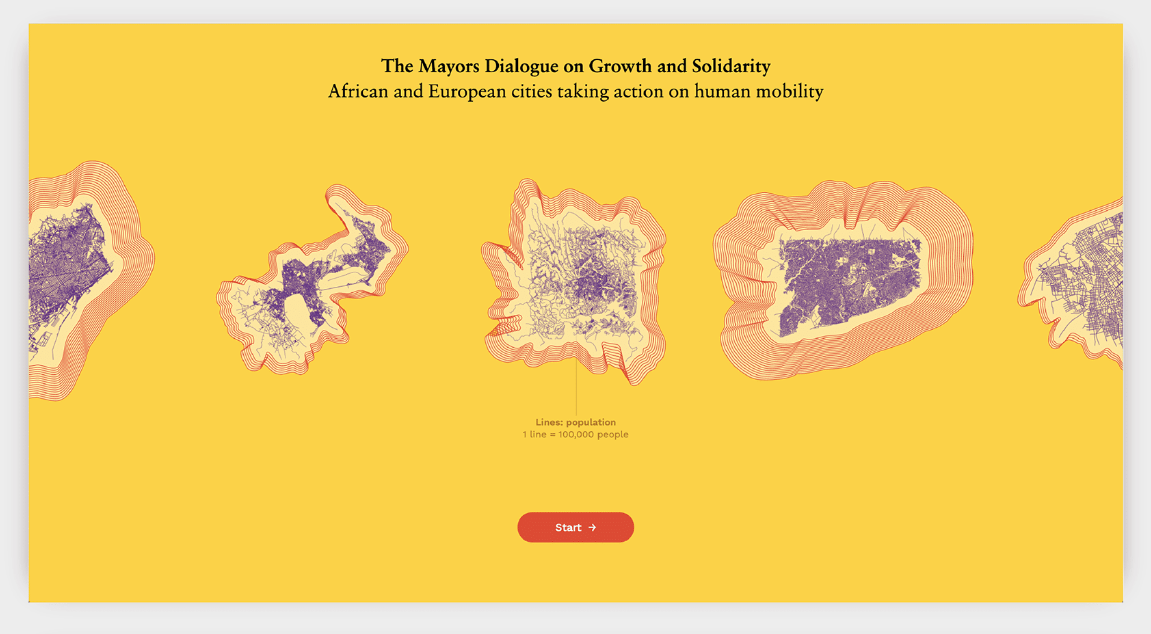 The Mayors Dialogue on Growth and Solidarity
African and European cities taking action on human mobility
Lines: population
1 line = 100,000 people
Start →